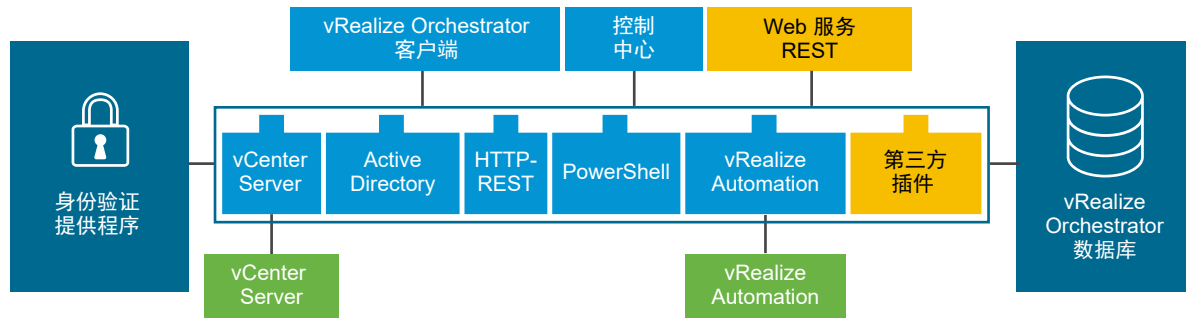 vRealize Orchestrator
客户端
控制
中心
Web 服务
REST
身份验证
提供程序
vCenter
Server
Active
Directory
HTTP-
REST
PowerShell
vRealize
Automation
第三方
插件
vRealize
Orchestrator
数据库
vCenter
Server
vRealize
Automation